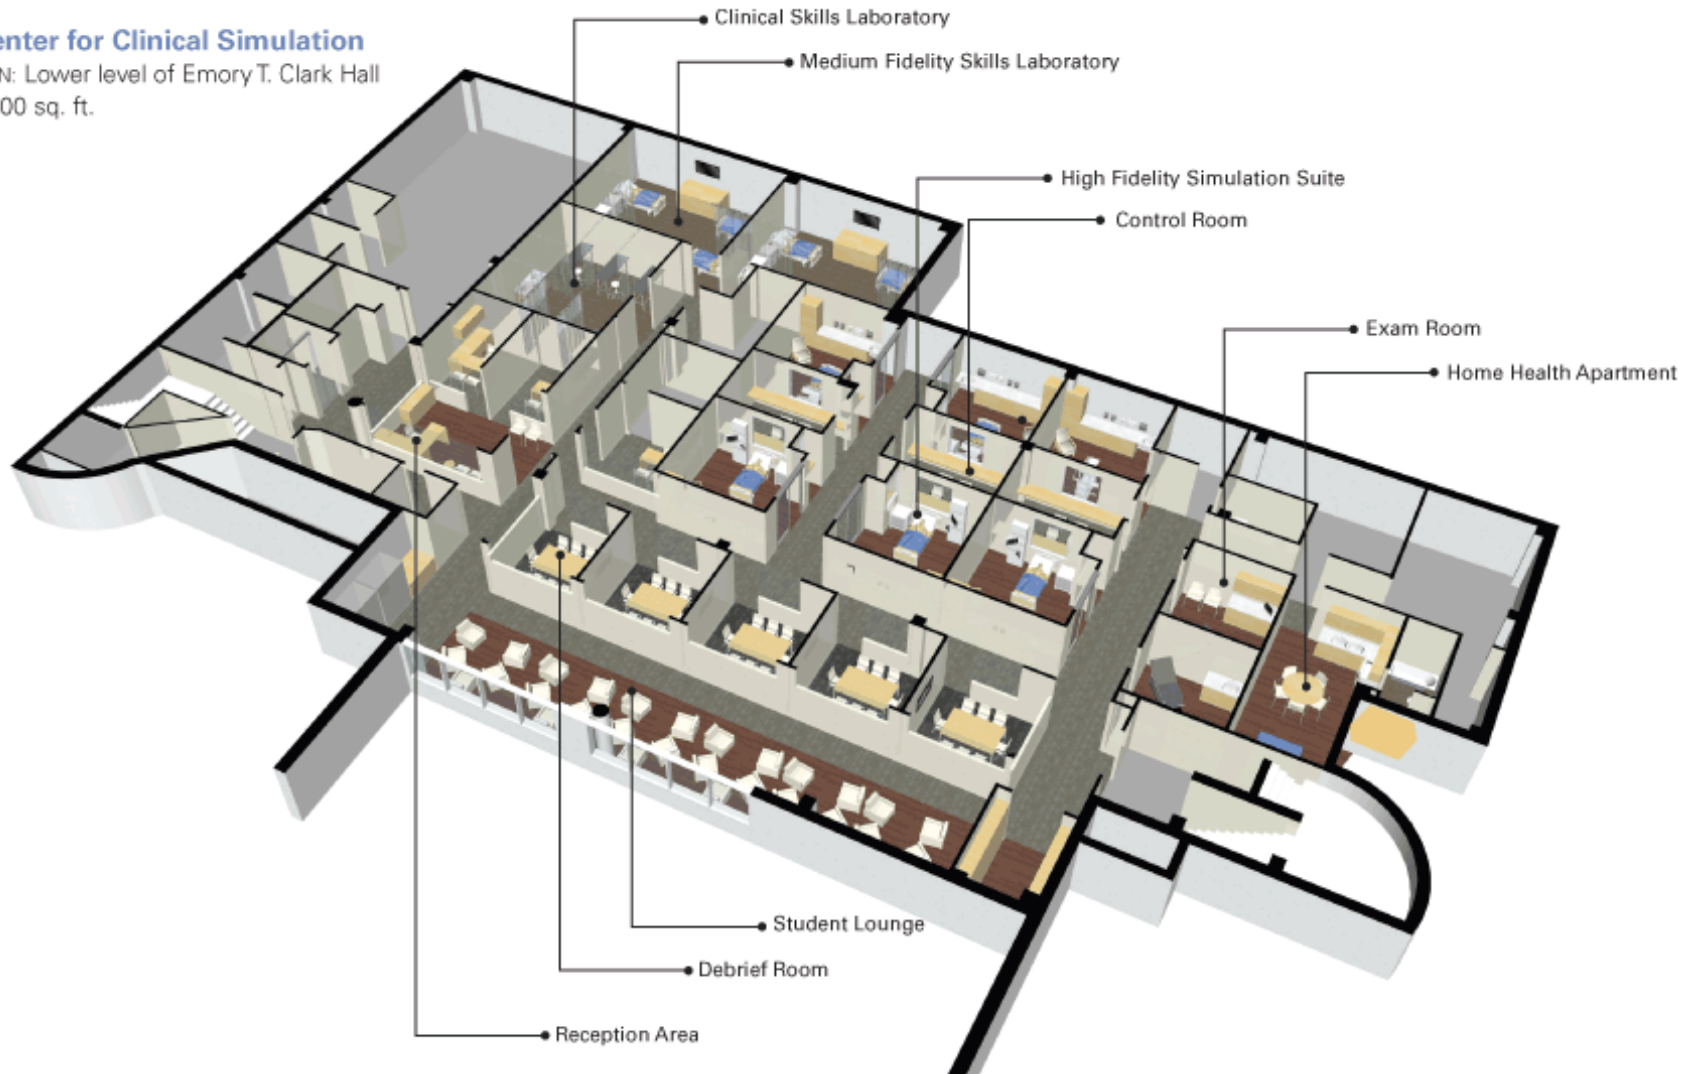 enter for Clinical Simulation
N: Lower level of Emory T. Clark Hall
00 sq. ft.
Clinical Skills Laboratory
Medium Fidelity Skills Laboratory
High Fidelity Simulation Suite
Control Room
Exam Room
Home Health Apartment
Student Lounge
Debrief Room
Reception Area